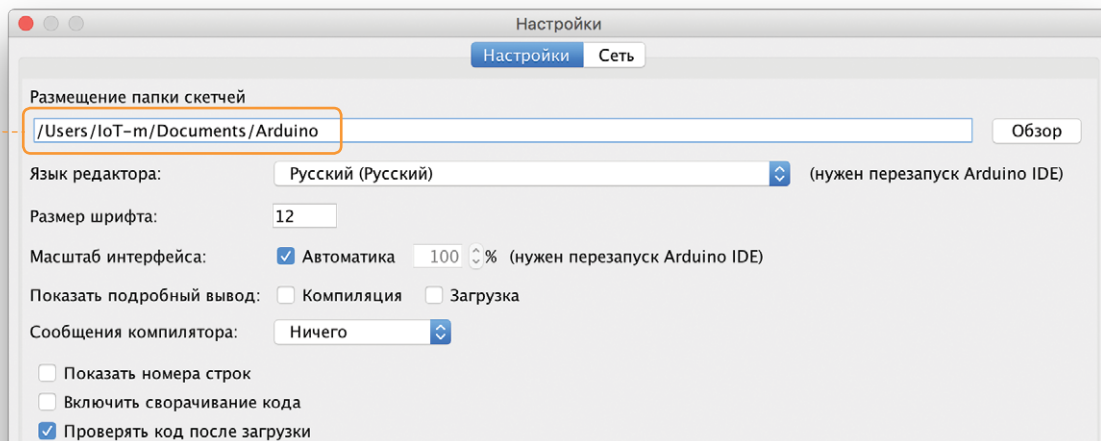 Настройки
Настройки Сеть
Размещение папки скетчей
/Users/IoT-m/Documents/Arduino Обзор
Язык редактора: Русский (Русский) (нужен перезапуск Arduino IDE)
Размер шрифта: 12
Масштаб интерфейса: Автоматика 100 % (нужен перезапуск Arduino IDE)
Показать подробный вывод: Компиляция Загрузка
Сообщения компилятора: Ничего
Показать номера строк
Включить сворачивание кода
Проверять код после загрузки